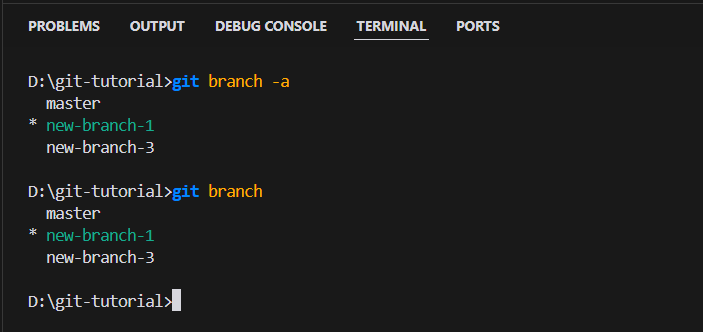 PROBLEMS OUTPUT DEBUG CONSOLE TERMINAL PORTS
D:\git-tutorial>git branch -a
  master
* new-branch-1
  new-branch-3
D:\git-tutorial>git branch
  master
* new-branch-1
  new-branch-3
D:\git-tutorial>